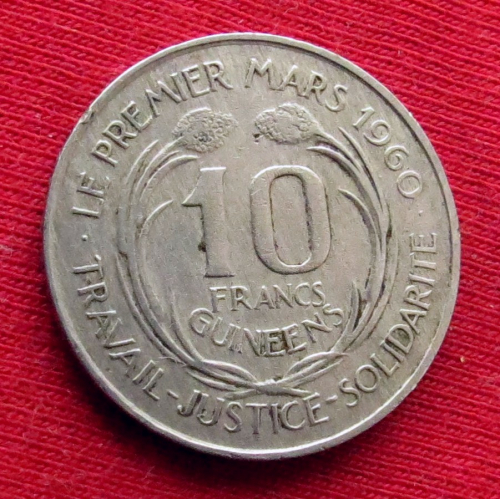 · LE PREMIER MARS 1960 ·
10
FRANCS
GUINEENS
TRAVAIL - JUSTICE - SOLIDARITE